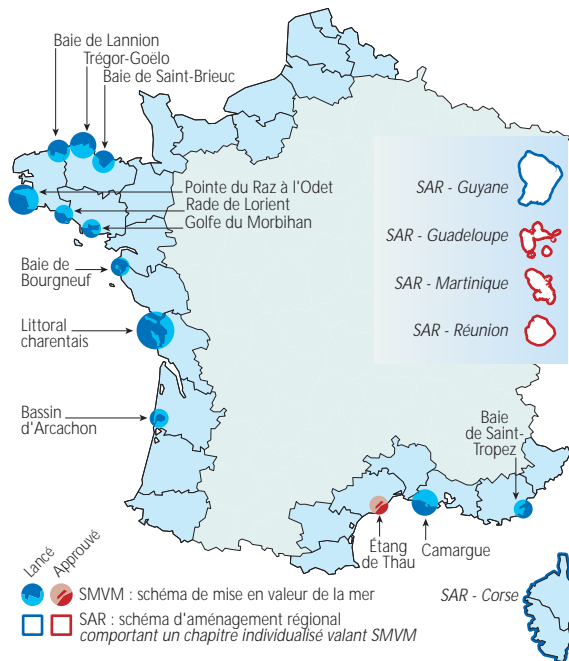 Baie de Lannion
Trégor-Goëlo
Baie de Saint-Brieuc
Pointe du Raz à l'Odet
Rade de Lorient
Golfe du Morbihan
Baie de
Bourgneuf
Littoral
charentais
Bassin
d'Arcachon
SAR - Guyane
SAR - Guadeloupe
SAR - Martinique
SAR - Réunion
Baie
de Saint-
Tropez
Étang
de Thau
Camargue
SAR - Corse
Lancé
Approuvé
SMVM : schéma de mise en valeur de la mer
SAR : schéma d'aménagement régional
comportant un chapitre individualisé valant SMVM